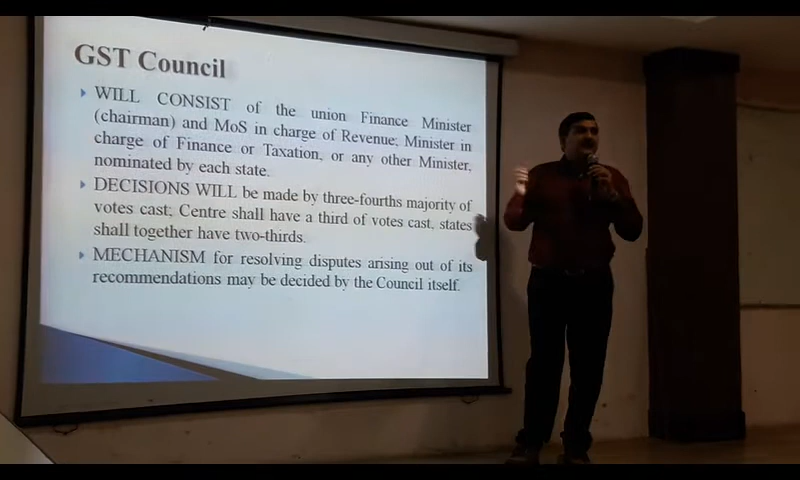 GST Council
WILL CONSIST of the union Finance Minister
(chairman) and MoS in charge of Revenue; Minister in
charge of Finance or Taxation, or any other Minister,
nominated by each state.
DECISIONS WILL be made by three-fourths majority of
votes cast; Centre shall have a third of votes cast, states
shall together have two-thirds.
MECHANISM for resolving disputes arising out of its
recommendations may be decided by the Council itself.